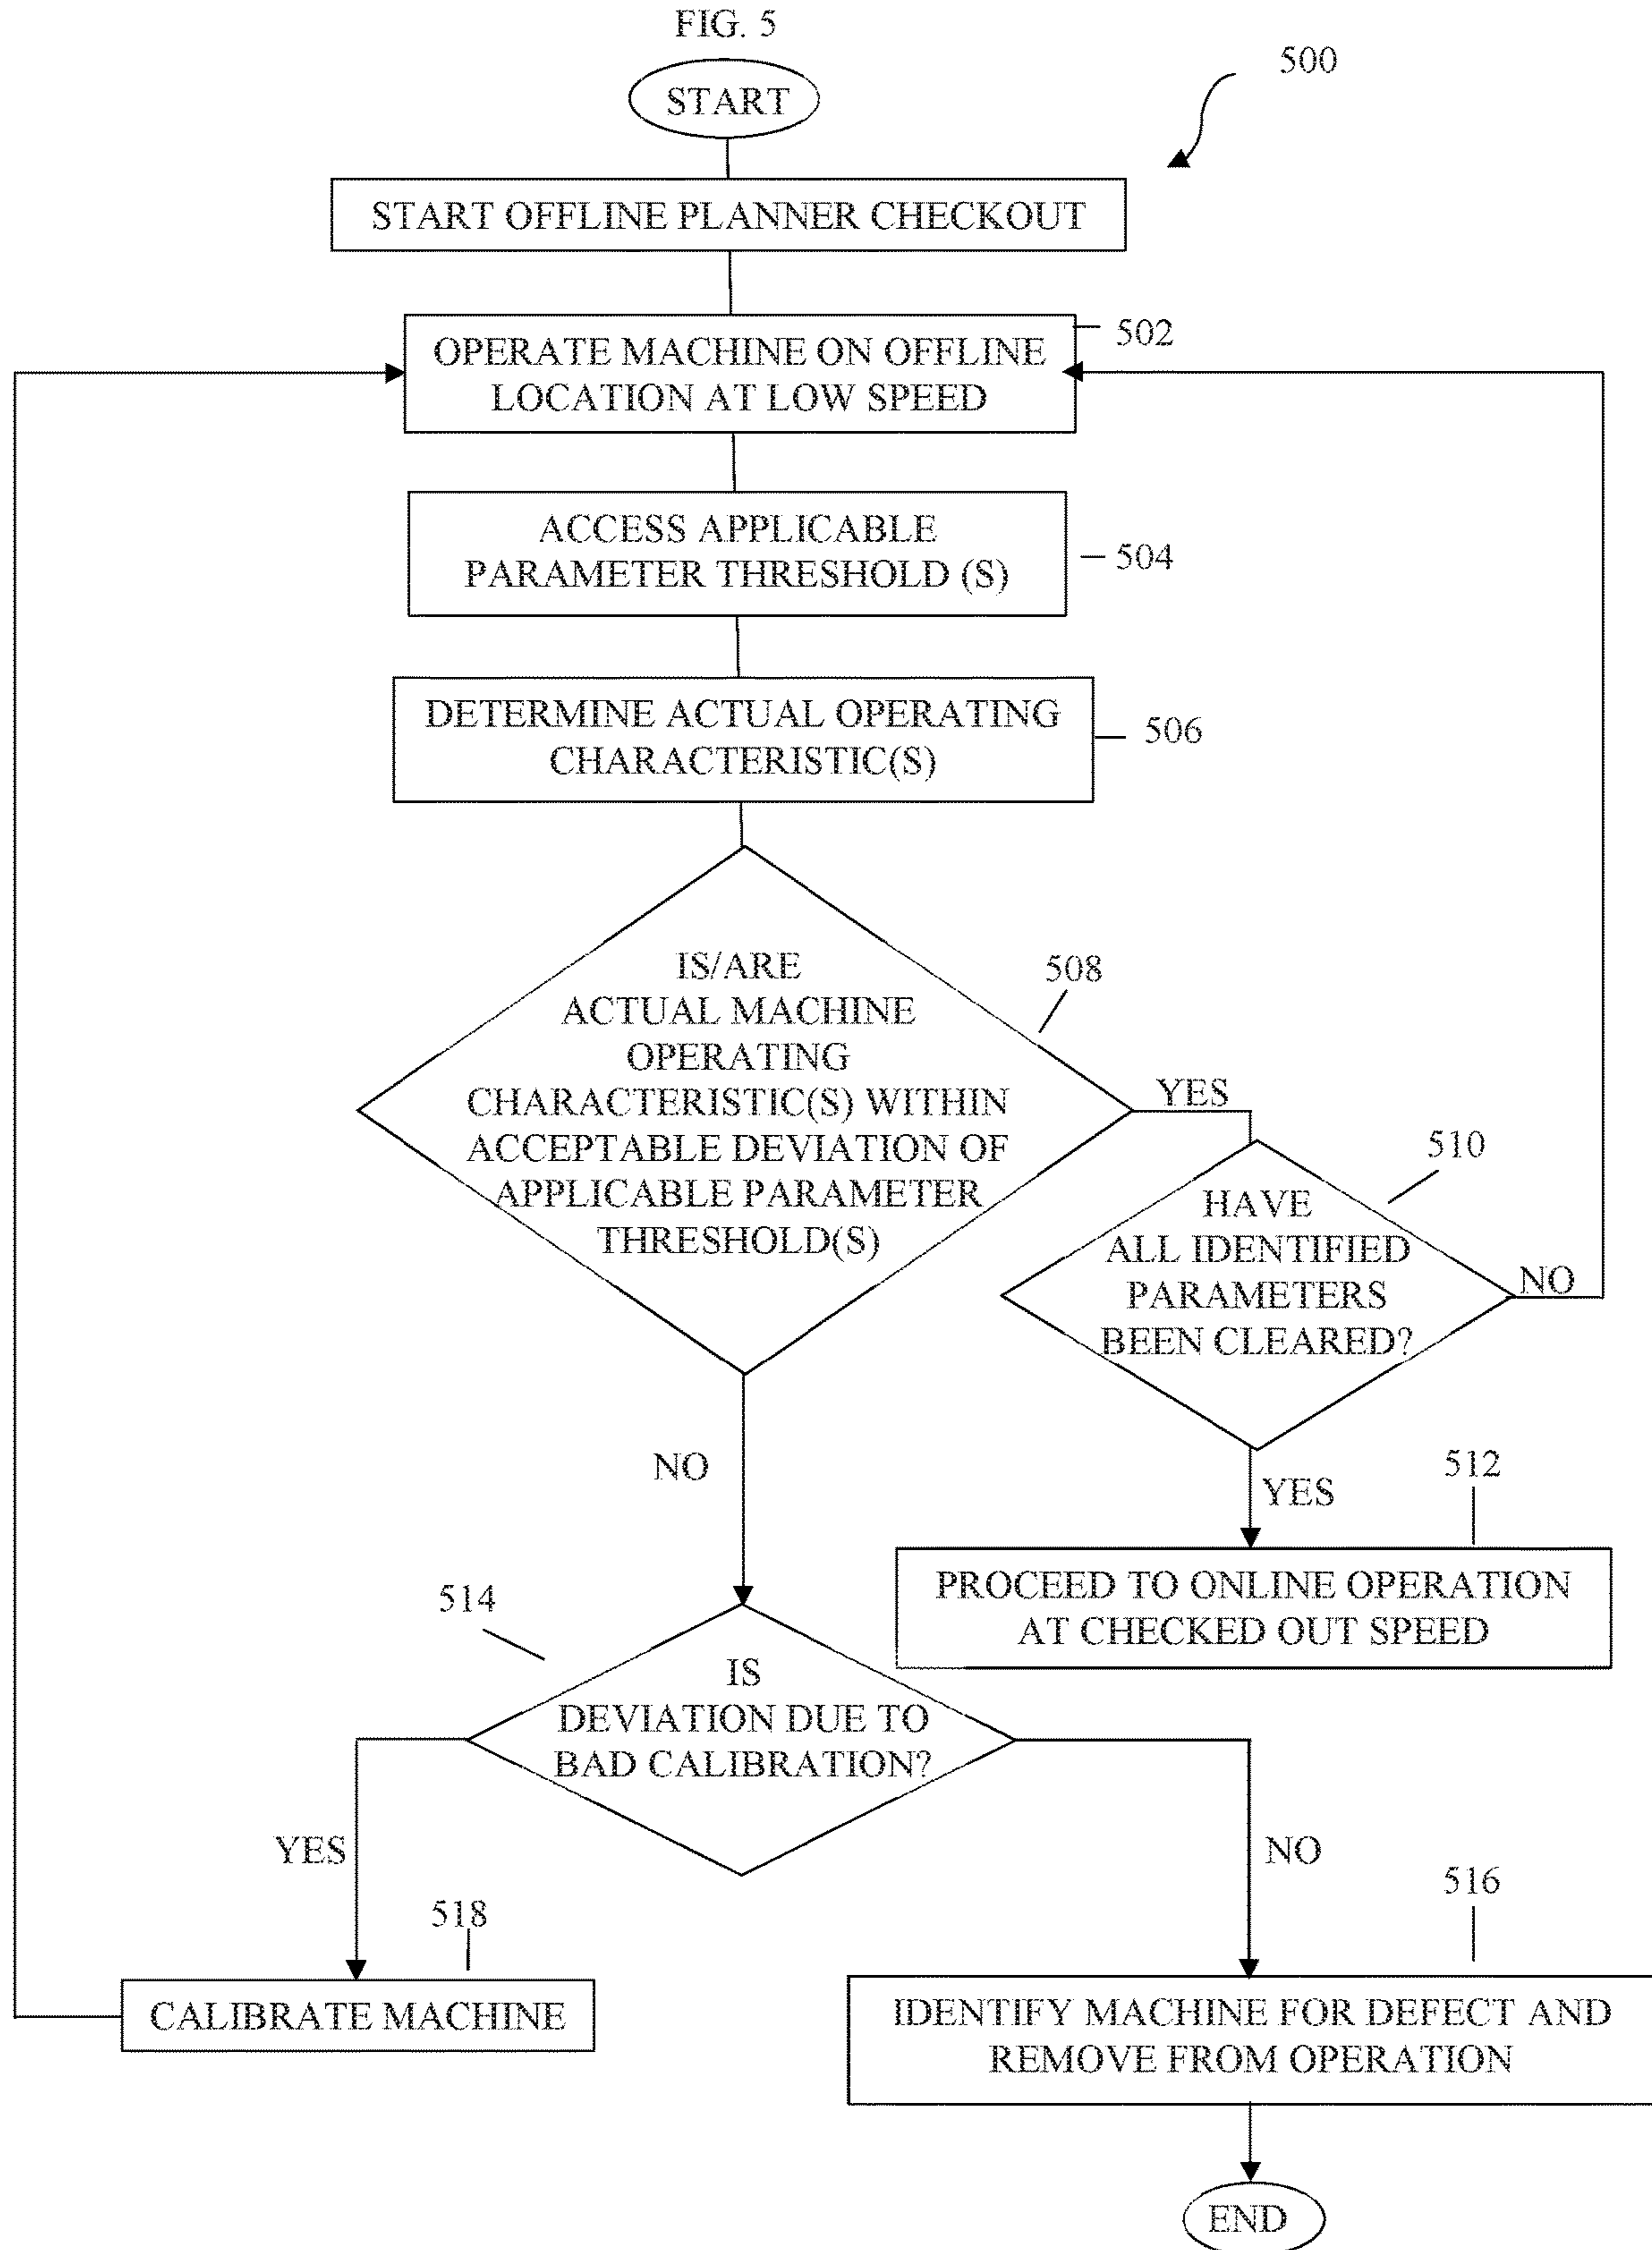 FIG. 5
500
START
START OFFLINE PLANNER CHECKOUT
502
OPERATE MACHINE ON OFFLINE
LOCATION AT LOW SPEED
ACCESS APPLICABLE
PARAMETER THRESHOLD (S)
504
DETERMINE ACTUAL OPERATING
CHARACTERISTIC(S)
506
IS/ARE
ACTUAL MACHINE
OPERATING
CHARACTERISTIC(S) WITHIN
ACCEPTABLE DEVIATION OF
APPLICABLE PARAMETER
THRESHOLD(S)
508
YES
510
HAVE
ALL IDENTIFIED
PARAMETERS
BEEN CLEARED?
NO
NO
YES
512
PROCEED TO ONLINE OPERATION
AT CHECKED OUT SPEED
514
IS
DEVIATION DUE TO
BAD CALIBRATION?
YES
NO
518
516
CALIBRATE MACHINE
IDENTIFY MACHINE FOR DEFECT AND
REMOVE FROM OPERATION
END